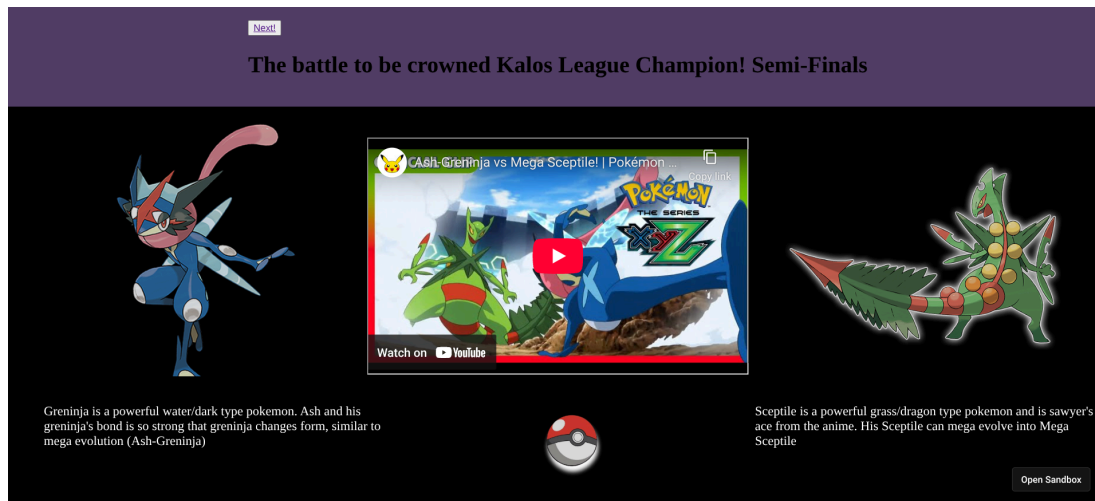 Next!
The battle to be crowned Kalos League Champion! Semi-Finals
Ash-Greninja vs Mega Sceptile! | Pokémon ...
Copy link
POKéMON
THE SERIES
XYZ
Watch on YouTube
Greninja is a powerful water/dark type pokemon. Ash and his
greninja's bond is so strong that greninja changes form, similar to
mega evolution (Ash-Greninja)
Sceptile is a powerful grass/dragon type pokemon and is sawyer's
ace from the anime. His Sceptile can mega evolve into Mega
Sceptile
Open Sandbox